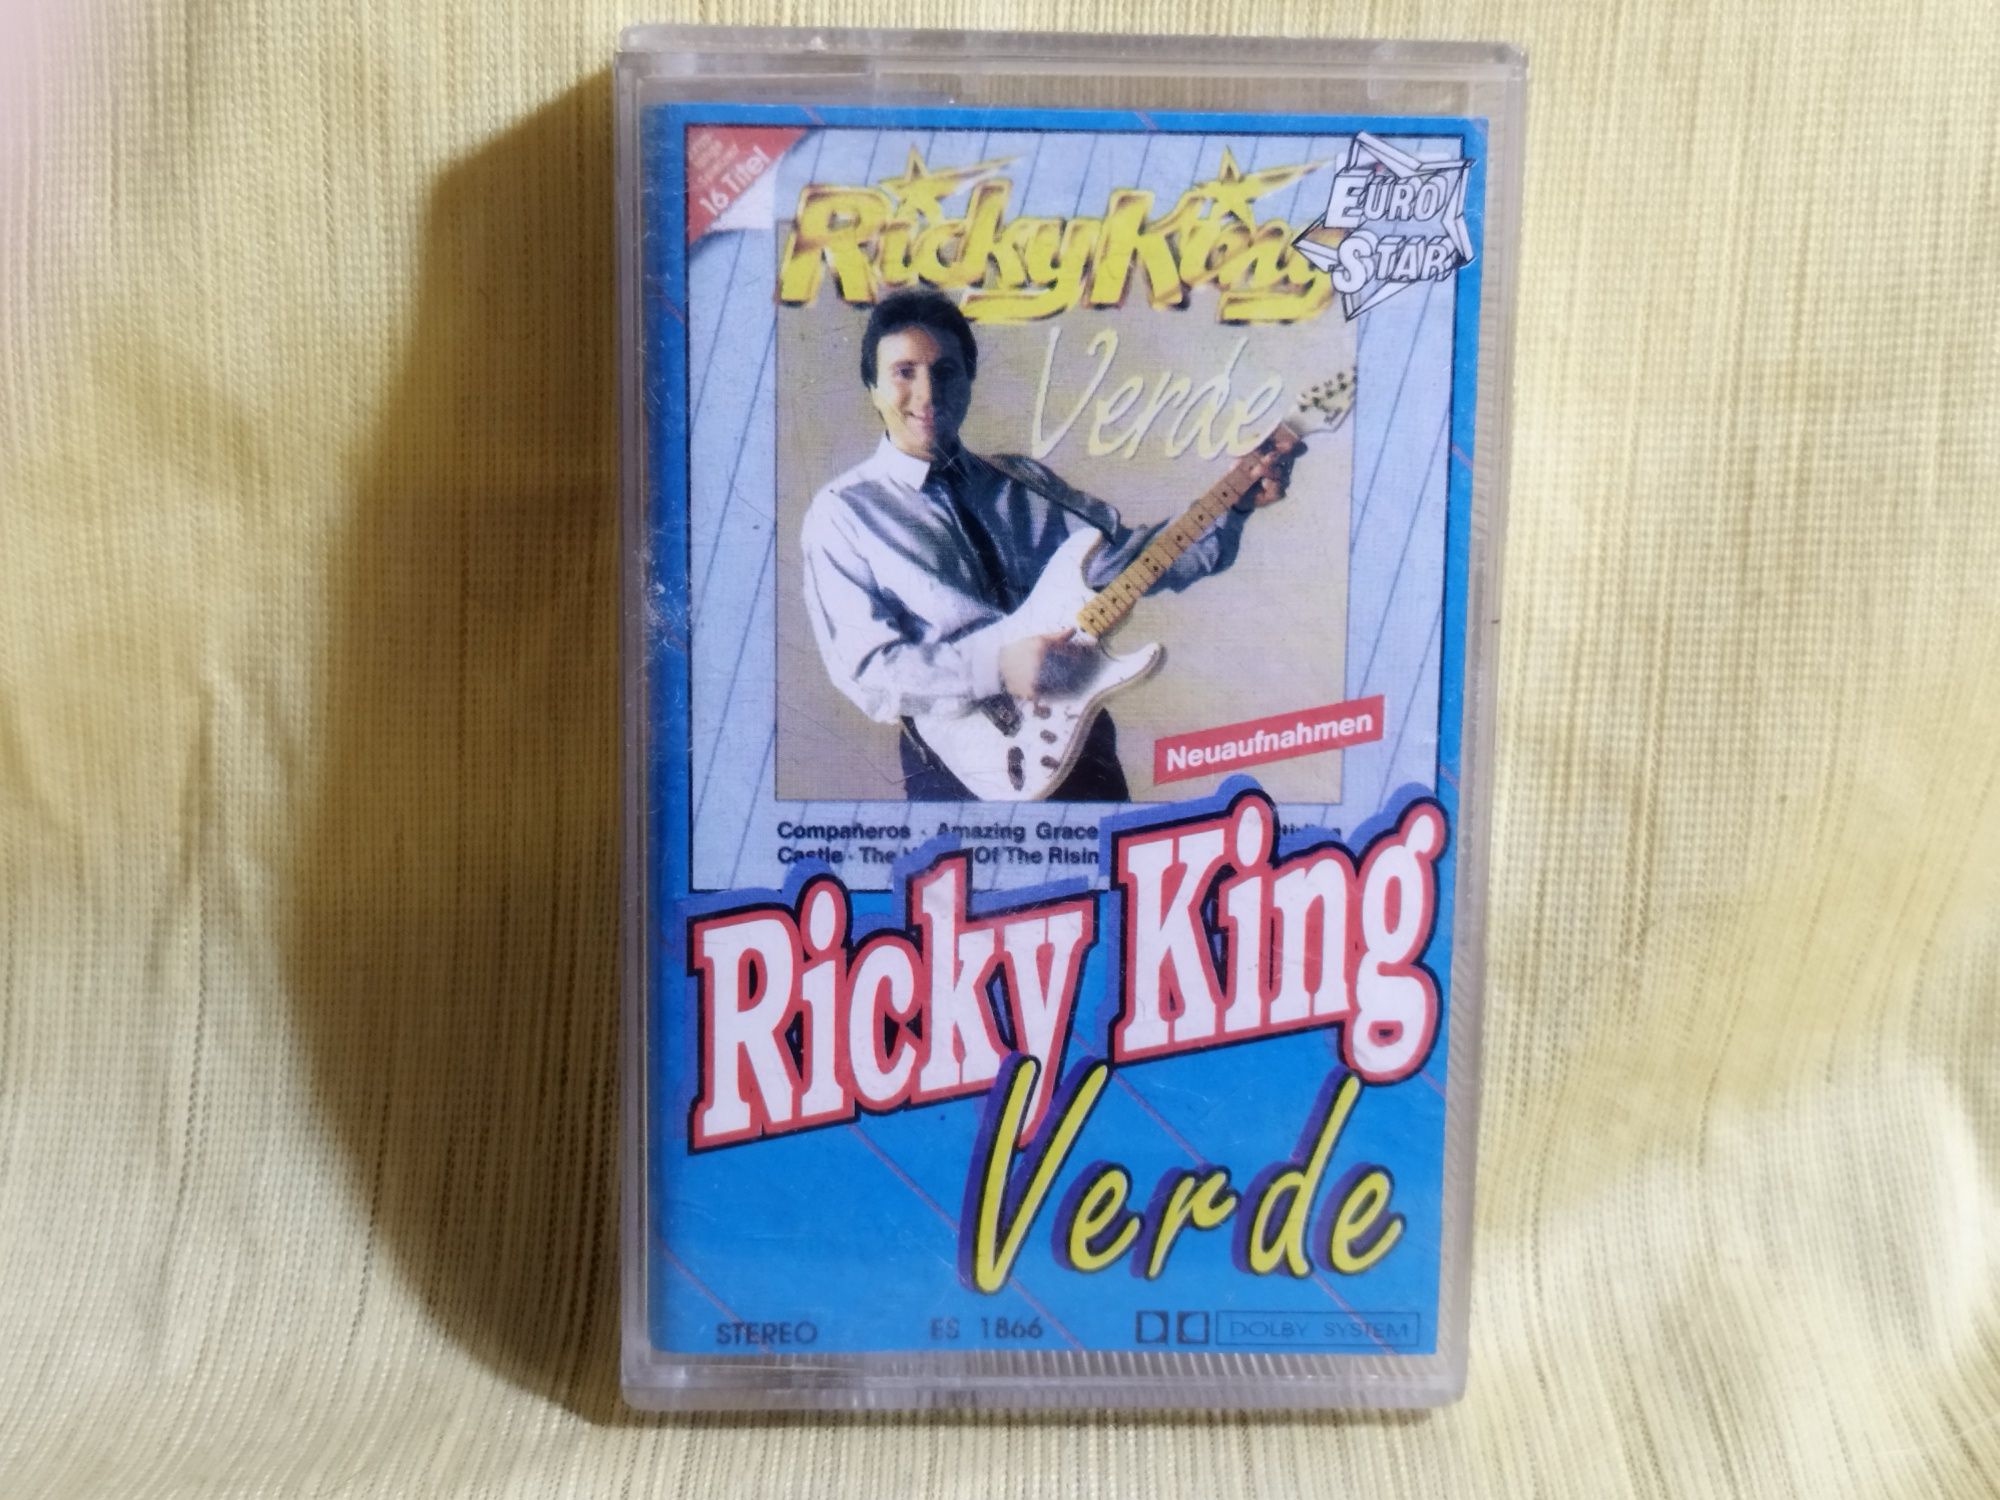 16 Titel
Ricky King
EURO
STAR
Verde
Neuaufnahmen
Compañeros · Amazing Grace
Castle · The Of The Risin
Ricky King
Verde
STEREO ES 1866 DOLBY SYSTEM